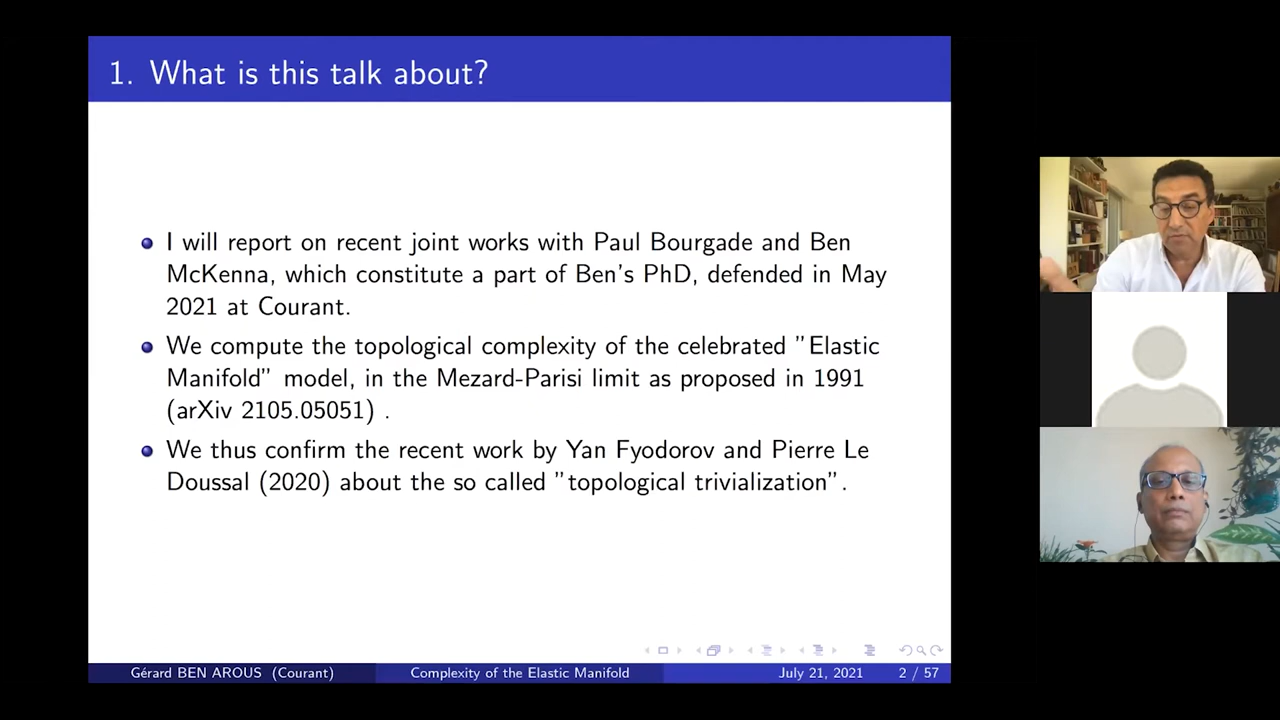 1. What is this talk about?
I will report on recent joint works with Paul Bourgade and Ben
McKenna, which constitute a part of Ben's PhD, defended in May
2021 at Courant.
We compute the topological complexity of the celebrated "Elastic
Manifold" model, in the Mezard-Parisi limit as proposed in 1991
(arXiv 2105.05051) .
We thus confirm the recent work by Yan Fyodorov and Pierre Le
Doussal (2020) about the so called "topological trivialization".
Gérard BEN AROUS (Courant) Complexity of the Elastic Manifold July 21, 2021 2 / 57